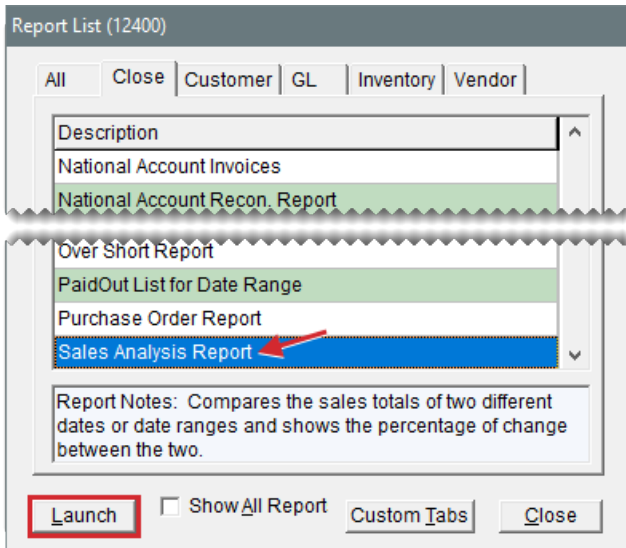 Report List (12400)
All Close Customer GL Inventory Vendor
Description
National Account Invoices
National Account Recon. Report
Over Short Report
PaidOut List for Date Range
Purchase Order Report
Sales Analysis Report
Report Notes: Compares the sales totals of two different
dates or date ranges and shows the percentage of change
between the two.
Launch Show All Report Custom Tabs Close